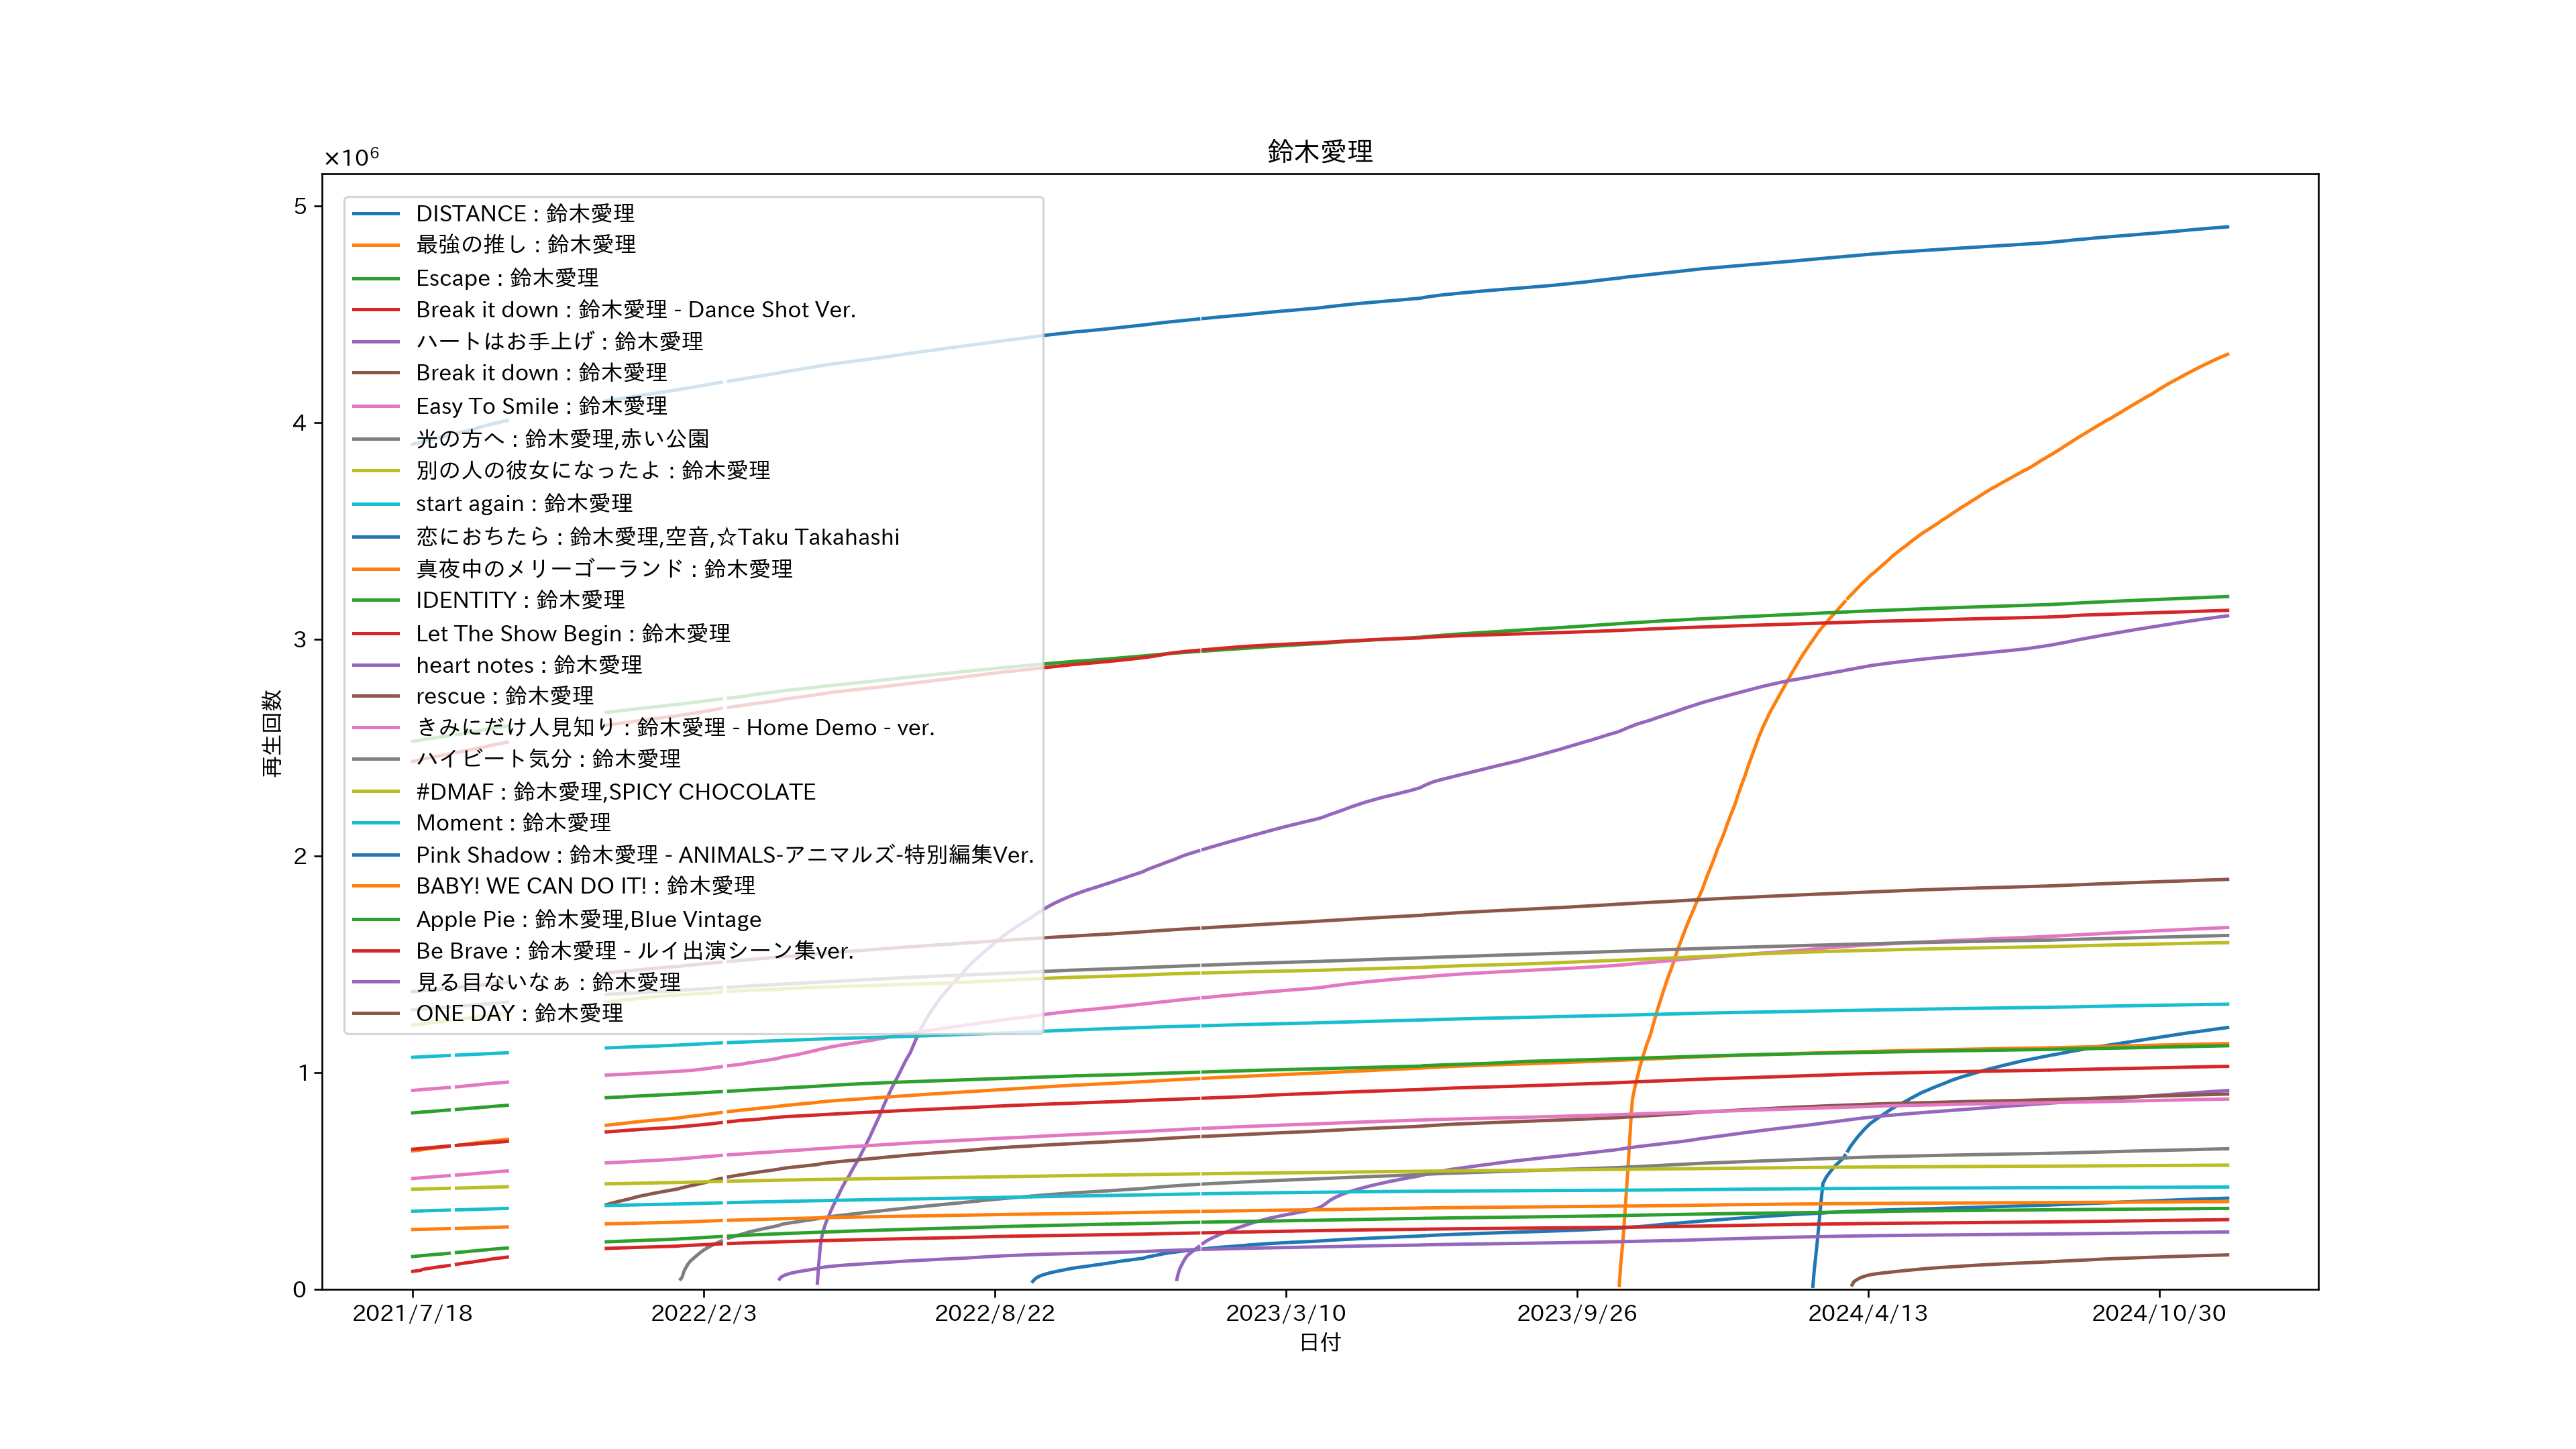 鈴木愛理
×10⁶
5
4
3
2
1
0
再生回数
DISTANCE : 鈴木愛理
最強の推し : 鈴木愛理
Escape : 鈴木愛理
Break it down : 鈴木愛理 - Dance Shot Ver.
ハートはお手上げ : 鈴木愛理
Break it down : 鈴木愛理
Easy To Smile : 鈴木愛理
光の方へ : 鈴木愛理,赤い公園
別の人の彼女になったよ : 鈴木愛理
start again : 鈴木愛理
恋におちたら : 鈴木愛理,空音,☆Taku Takahashi
真夜中のメリーゴーランド : 鈴木愛理
IDENTITY : 鈴木愛理
Let The Show Begin : 鈴木愛理
heart notes : 鈴木愛理
rescue : 鈴木愛理
きみにだけ人見知り : 鈴木愛理 - Home Demo - ver.
ハイビート気分 : 鈴木愛理
#DMAF : 鈴木愛理,SPICY CHOCOLATE
Moment : 鈴木愛理
Pink Shadow : 鈴木愛理 - ANIMALS-アニマルズ-特別編集Ver.
BABY! WE CAN DO IT! : 鈴木愛理
Apple Pie : 鈴木愛理,Blue Vintage
Be Brave : 鈴木愛理 - ルイ出演シーン集ver.
見る目ないなぁ : 鈴木愛理
ONE DAY : 鈴木愛理
2021/7/18
2022/2/3
2022/8/22
2023/3/10
2023/9/26
2024/4/13
2024/10/30
日付